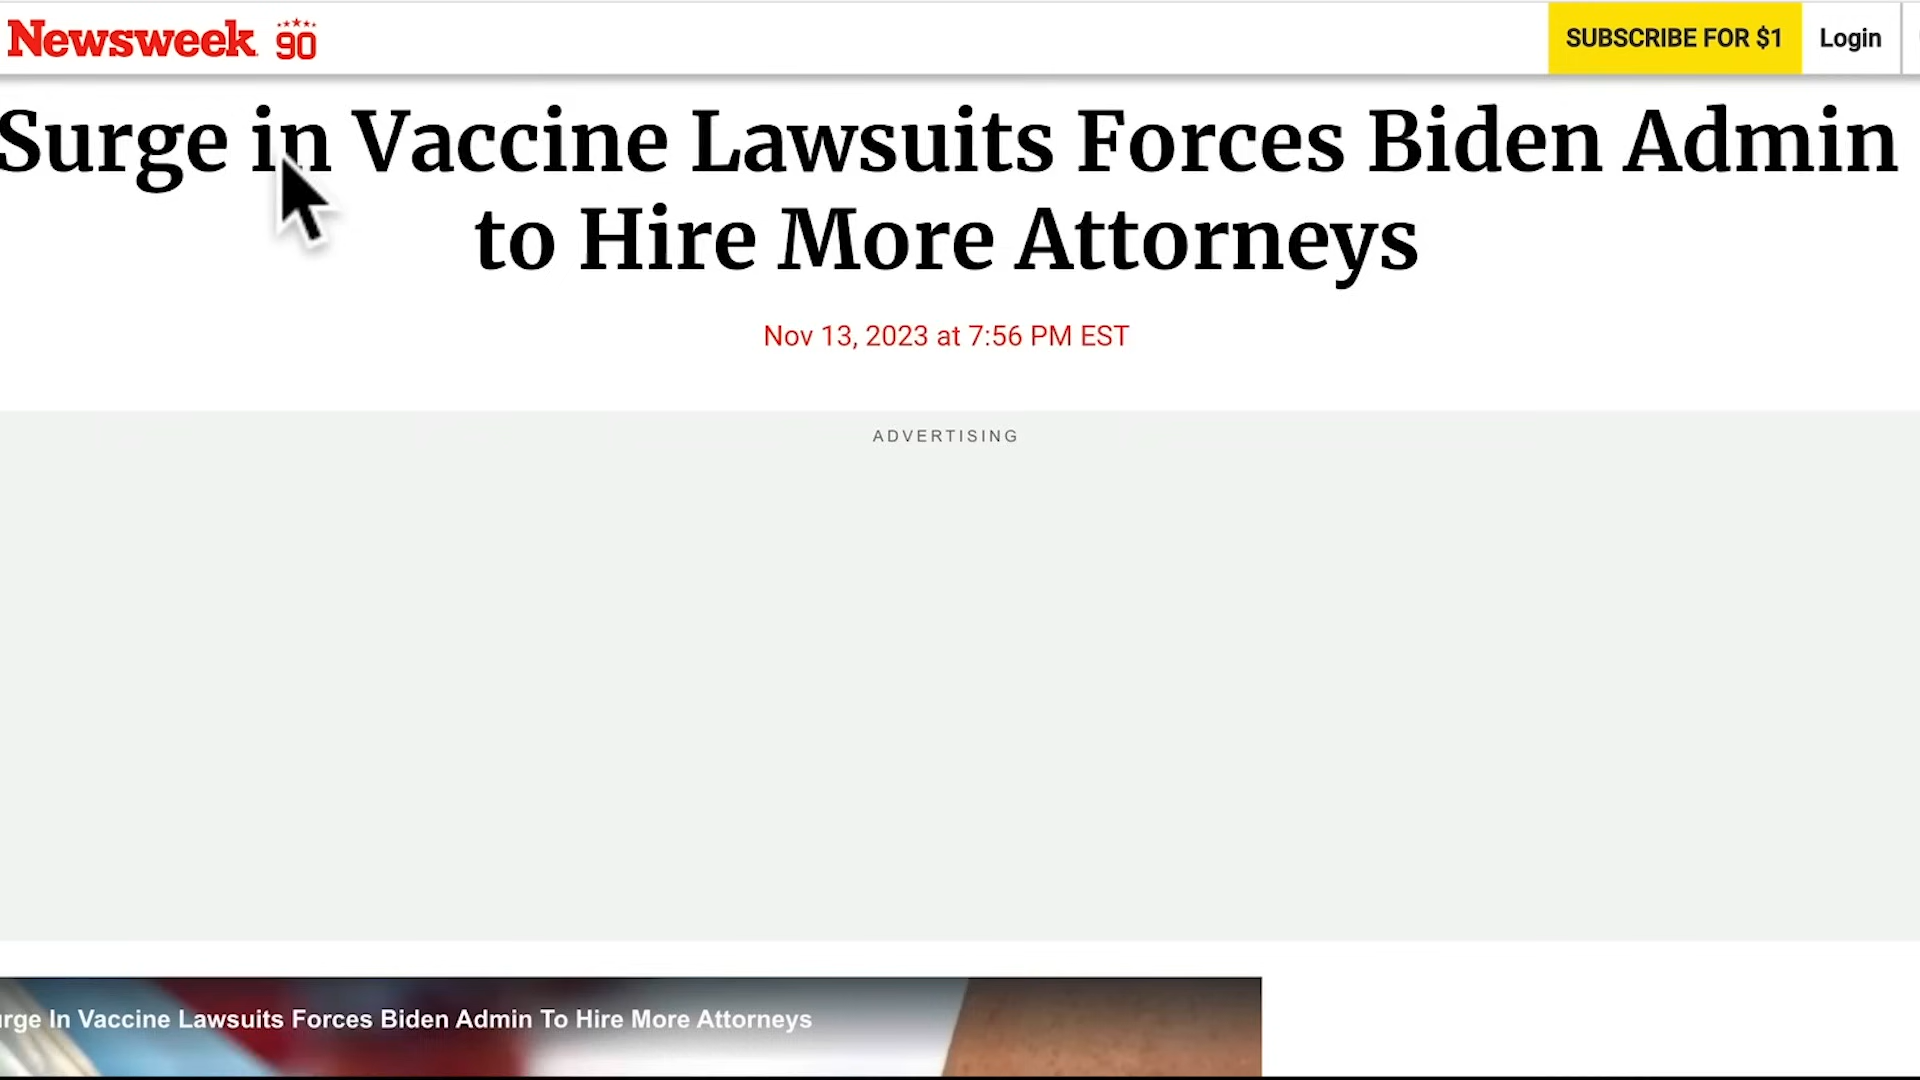 Newsweek 90
SUBSCRIBE FOR $1
Login
Surge in Vaccine Lawsuits Forces Biden Admin
to Hire More Attorneys
Nov 13, 2023 at 7:56 PM EST
ADVERTISING
rge In Vaccine Lawsuits Forces Biden Admin To Hire More Attorneys